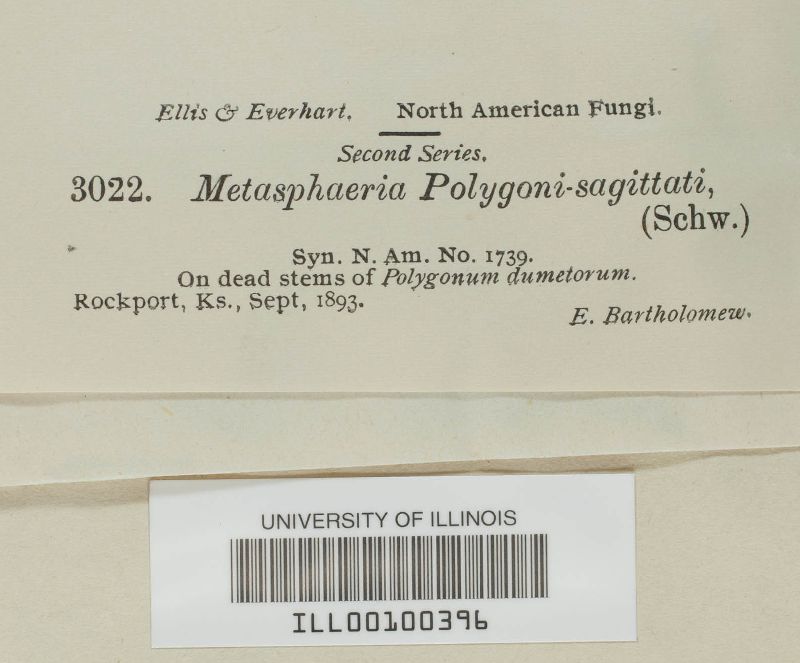 Ellis & Everhart, North American Fungi.
Second Series.
3022. Metasphaeria Polygoni-sagittati,
(Schw.)
Syn. N. Am. No. 1739.
On dead stems of Polygonum dumetorum.
Rockport, Ks., Sept, 1893.
E. Bartholomew.
UNIVERSITY OF ILLINOIS
ILL00100396